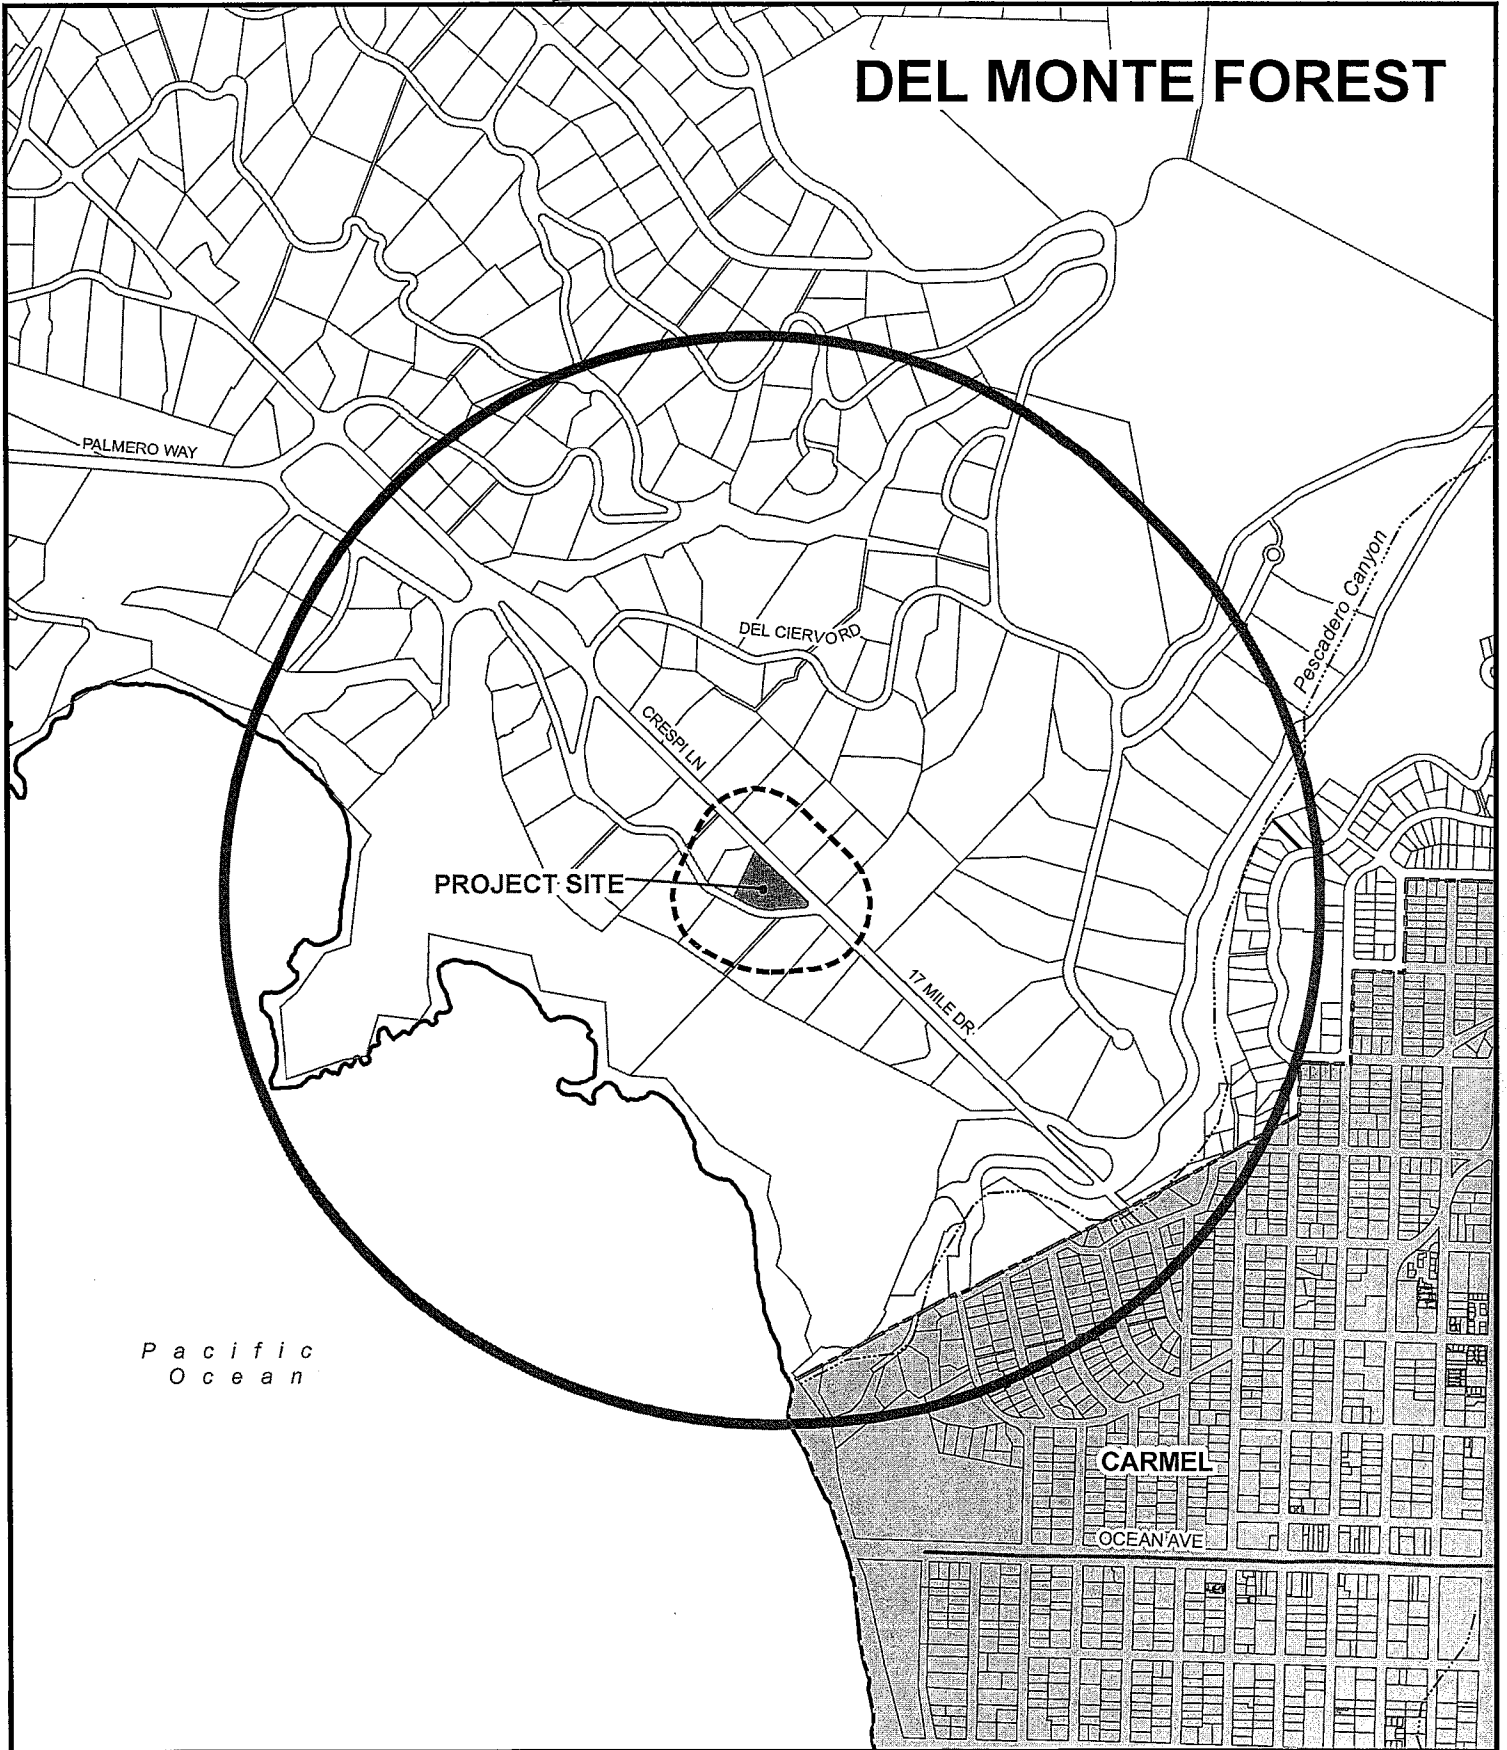 DEL MONTE FOREST
PALMERO WAY
Pescadero Canyon
DEL CIERVO RD
CRESPI LN
PROJECT SITE
17 MILE DR.
Pacific
Ocean
CARMEL
OCEAN AVE